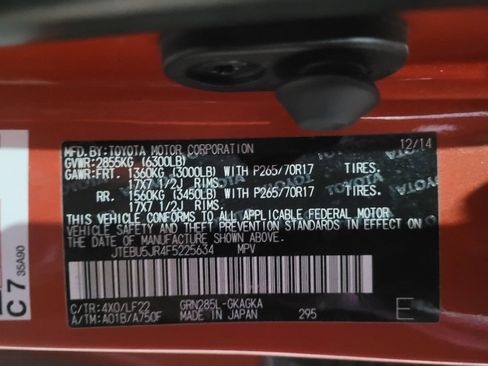 MFD.BY:TOYOTA MOTOR CORPORATION 12/14
GVWR:2855KG (6300LB)
GAWR:FRT. 1360KG (3000LB) WITH P265/70R17 TIRES.
17X7 1/2J RIMS.
RR. 1560KG (3450LB) WITH P265/70R17 TIRES.
17X7 1/2J RIMS.
THIS VEHICLE CONFORMS TO ALL APPLICABLE FEDERAL MOTOR
VEHICLE SAFETY AND THEFT PREVENTION STANDARDS IN EFFECT ON
THE DATE OF MANUFACTURE SHOWN ABOVE.
JTEBU5JR4F5225634 MPV
C/TR:4X0/LF22 GRN285L-GKAGKA
A/TM:A01B/A750F MADE IN JAPAN 295 E
C7 35A90